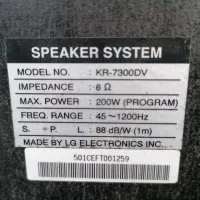 SPEAKER SYSTEM
MODEL NO. : KR-7300DV
IMPEDANCE : 6 Ω
MAX. POWER : 200W (PROGRAM)
FREQ. RANGE : 45～1200Hz
S. P. L. : 88 dB/W (1m)
MADE BY LG ELECTRONICS INC.
501CEFT001259